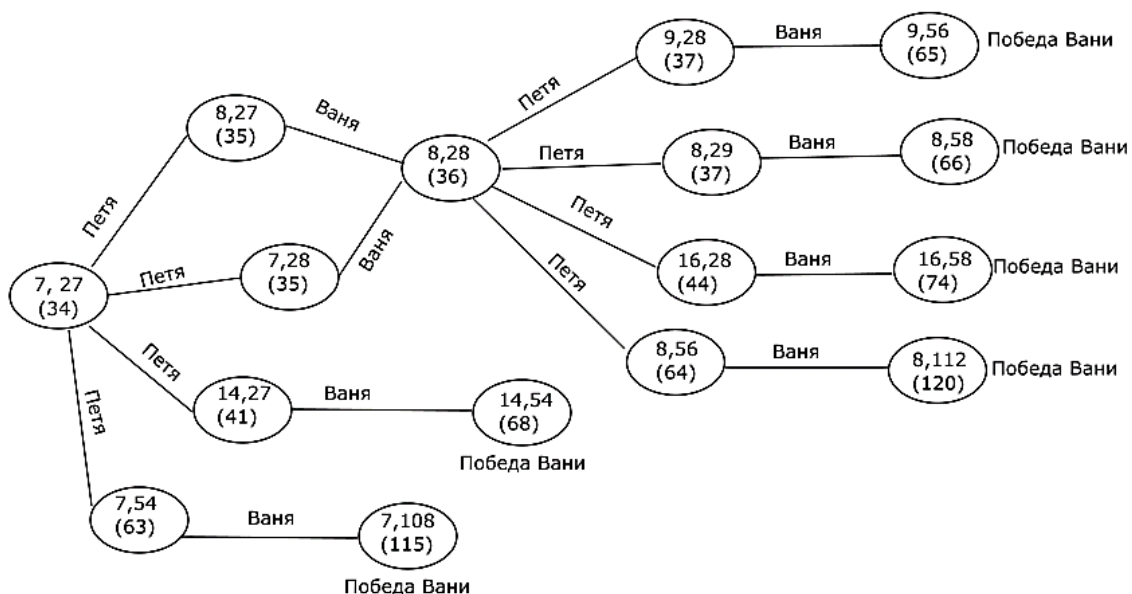 9,28
(37)
Ваня
9,56
(65)
Победа Вани
Петя
8,27
(35)
Ваня
8,28
(36)
Петя
8,29
(37)
Ваня
8,58
(66)
Победа Вани
Петя
7, 27
(34)
Петя
7,28
(35)
Ваня
Петя
16,28
(44)
Ваня
16,58
(74)
Победа Вани
Петя
8,56
(64)
Ваня
8,112
(120)
Победа Вани
Петя
14,27
(41)
Ваня
14,54
(68)
Победа Вани
Петя
7,54
(63)
Ваня
7,108
(115)
Победа Вани